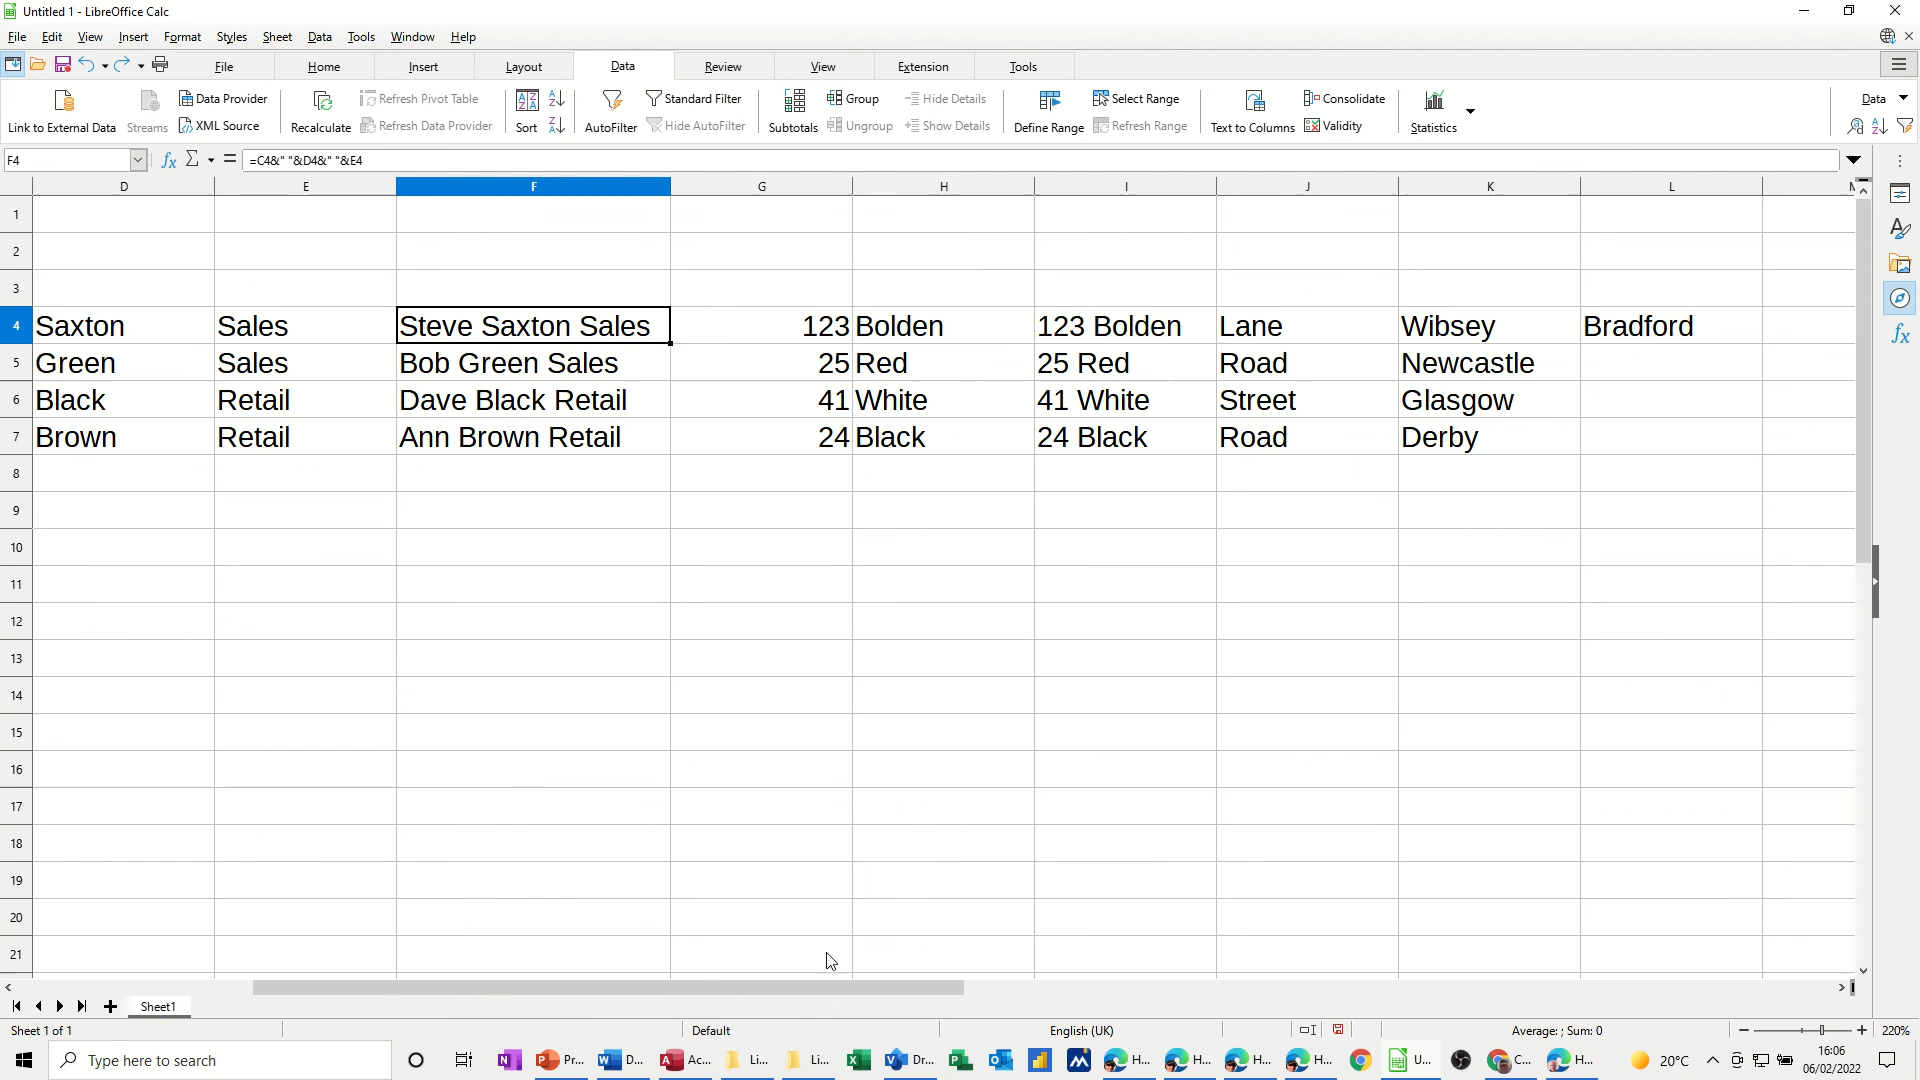 Untitled 1 - LibreOffice Calc
File Edit View Insert Format Styles Sheet Data Tools Window Help
File Home Insert Layout Data Review View Extension Tools
Link to External Data Streams Data Provider XML Source Recalculate Refresh Pivot Table Refresh Data Provider Sort AutoFilter Standard Filter Hide AutoFilter Subtotals Group Ungroup Hide Details Show Details Define Range Select Range Refresh Range Text to Columns Consolidate Validity Statistics Data
F4 =C4&" "&D4&" "&E4
D E F G H I J K L
1
2
3
4 Saxton Sales Steve Saxton Sales 123 Bolden 123 Bolden Lane Wibsey Bradford
5 Green Sales Bob Green Sales 25 Red 25 Red Road Newcastle
6 Black Retail Dave Black Retail 41 White 41 White Street Glasgow
7 Brown Retail Ann Brown Retail 24 Black 24 Black Road Derby
8
9
10
11
12
13
14
15
16
17
18
19
20
21
Sheet1
Sheet 1 of 1 Default English (UK) Average: ; Sum: 0 220%
Type here to search Pr... D... Ac... Li... Li... Dr... H... H... H... H... U... C... H... 20°C 16:06
06/02/2022